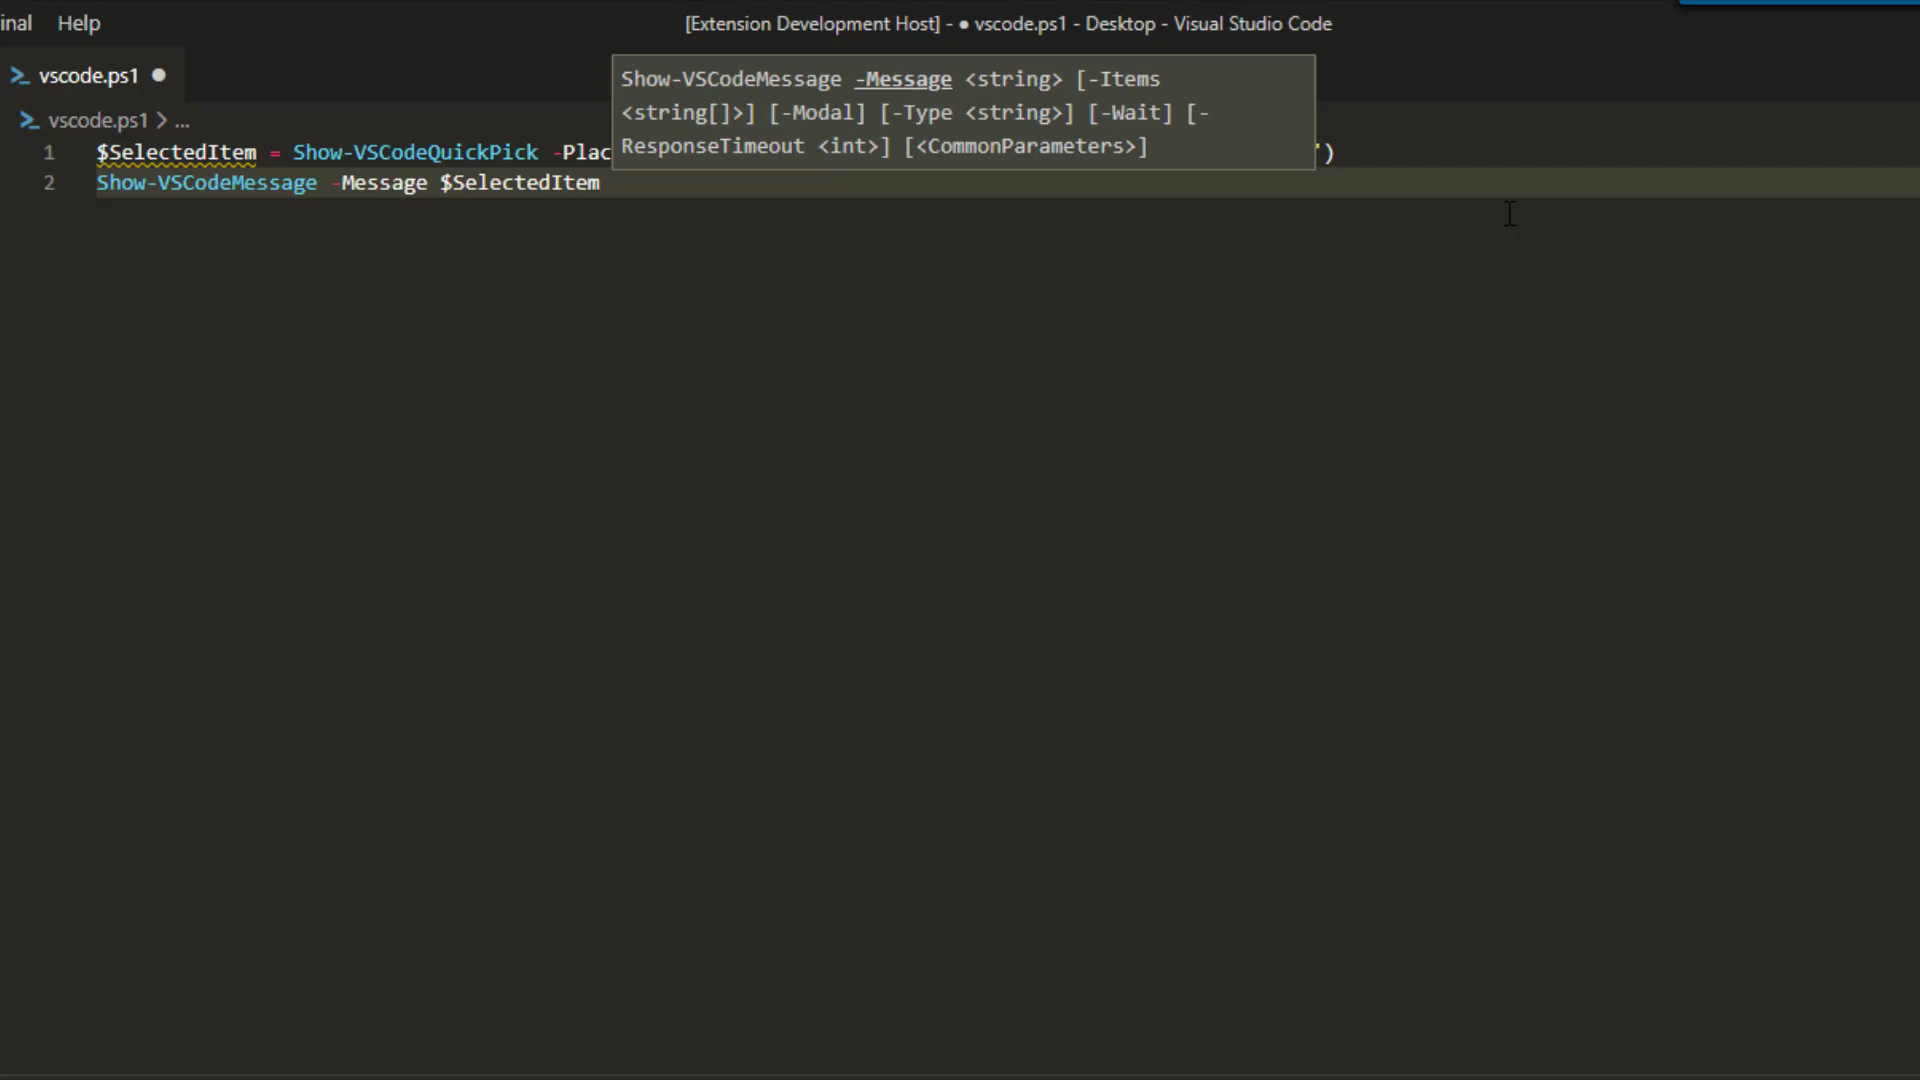 inal Help [Extension Development Host] - ● vscode.ps1 - Desktop - Visual Studio Code
vscode.ps1 ●
vscode.ps1 > ...
Show-VSCodeMessage -Message <string> [-Items
<string[]>] [-Modal] [-Type <string>] [-Wait] [-
ResponseTimeout <int>] [<CommonParameters>]
1 $SelectedItem = Show-VSCodeQuickPick -Plac ')
2 Show-VSCodeMessage -Message $SelectedItem